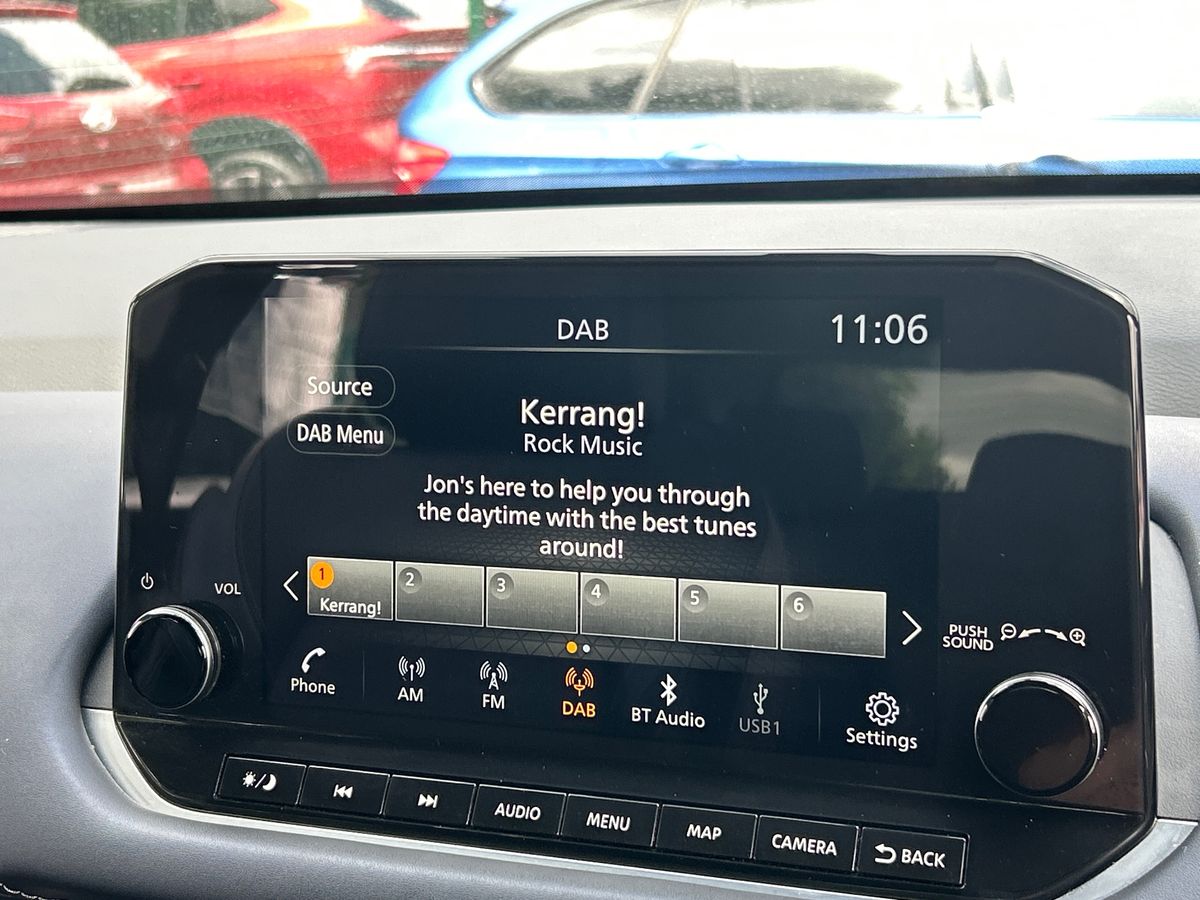 DAB
11:06
Source
Kerrang!
DAB Menu
Rock Music
Jon's here to help you through
the daytime with the best tunes
around!
1
Kerrang!
2
3
4
5
6
VOL
PUSH
SOUND
Phone
AM
FM
DAB
BT Audio
USB1
Settings
AUDIO
MENU
MAP
CAMERA
BACK